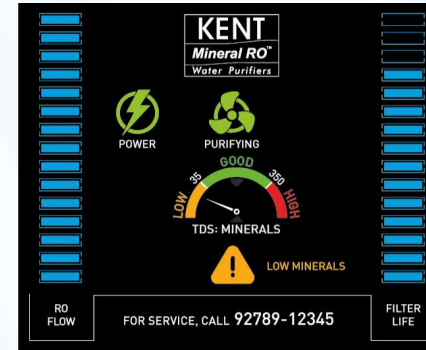 KENT
Mineral RO™
Water Purifiers
POWER
PURIFYING
LOW 35 GOOD 350 HIGH
TDS: MINERALS
LOW MINERALS
RO
FLOW
FOR SERVICE, CALL 92789-12345
FILTER
LIFE